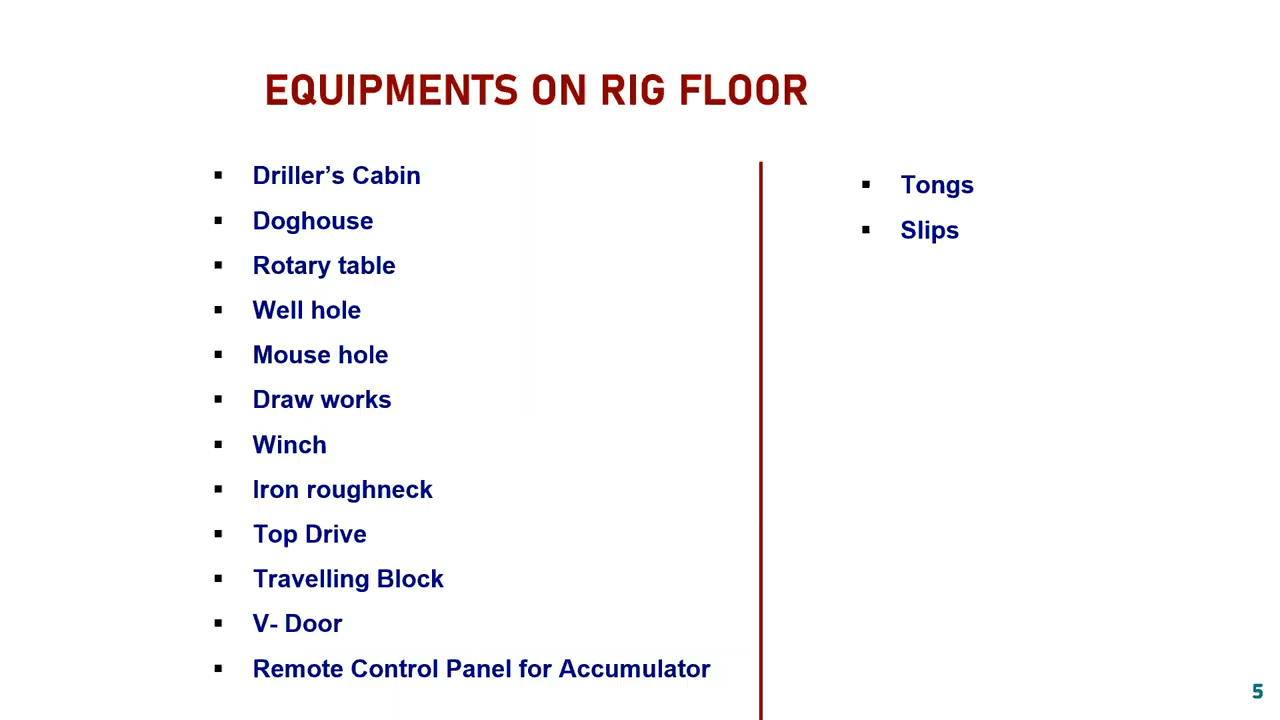 EQUIPMENTS ON RIG FLOOR
▪ Driller’s Cabin
▪ Doghouse
▪ Rotary table
▪ Well hole
▪ Mouse hole
▪ Draw works
▪ Winch
▪ Iron roughneck
▪ Top Drive
▪ Travelling Block
▪ V- Door
▪ Remote Control Panel for Accumulator
▪ Tongs
▪ Slips
5